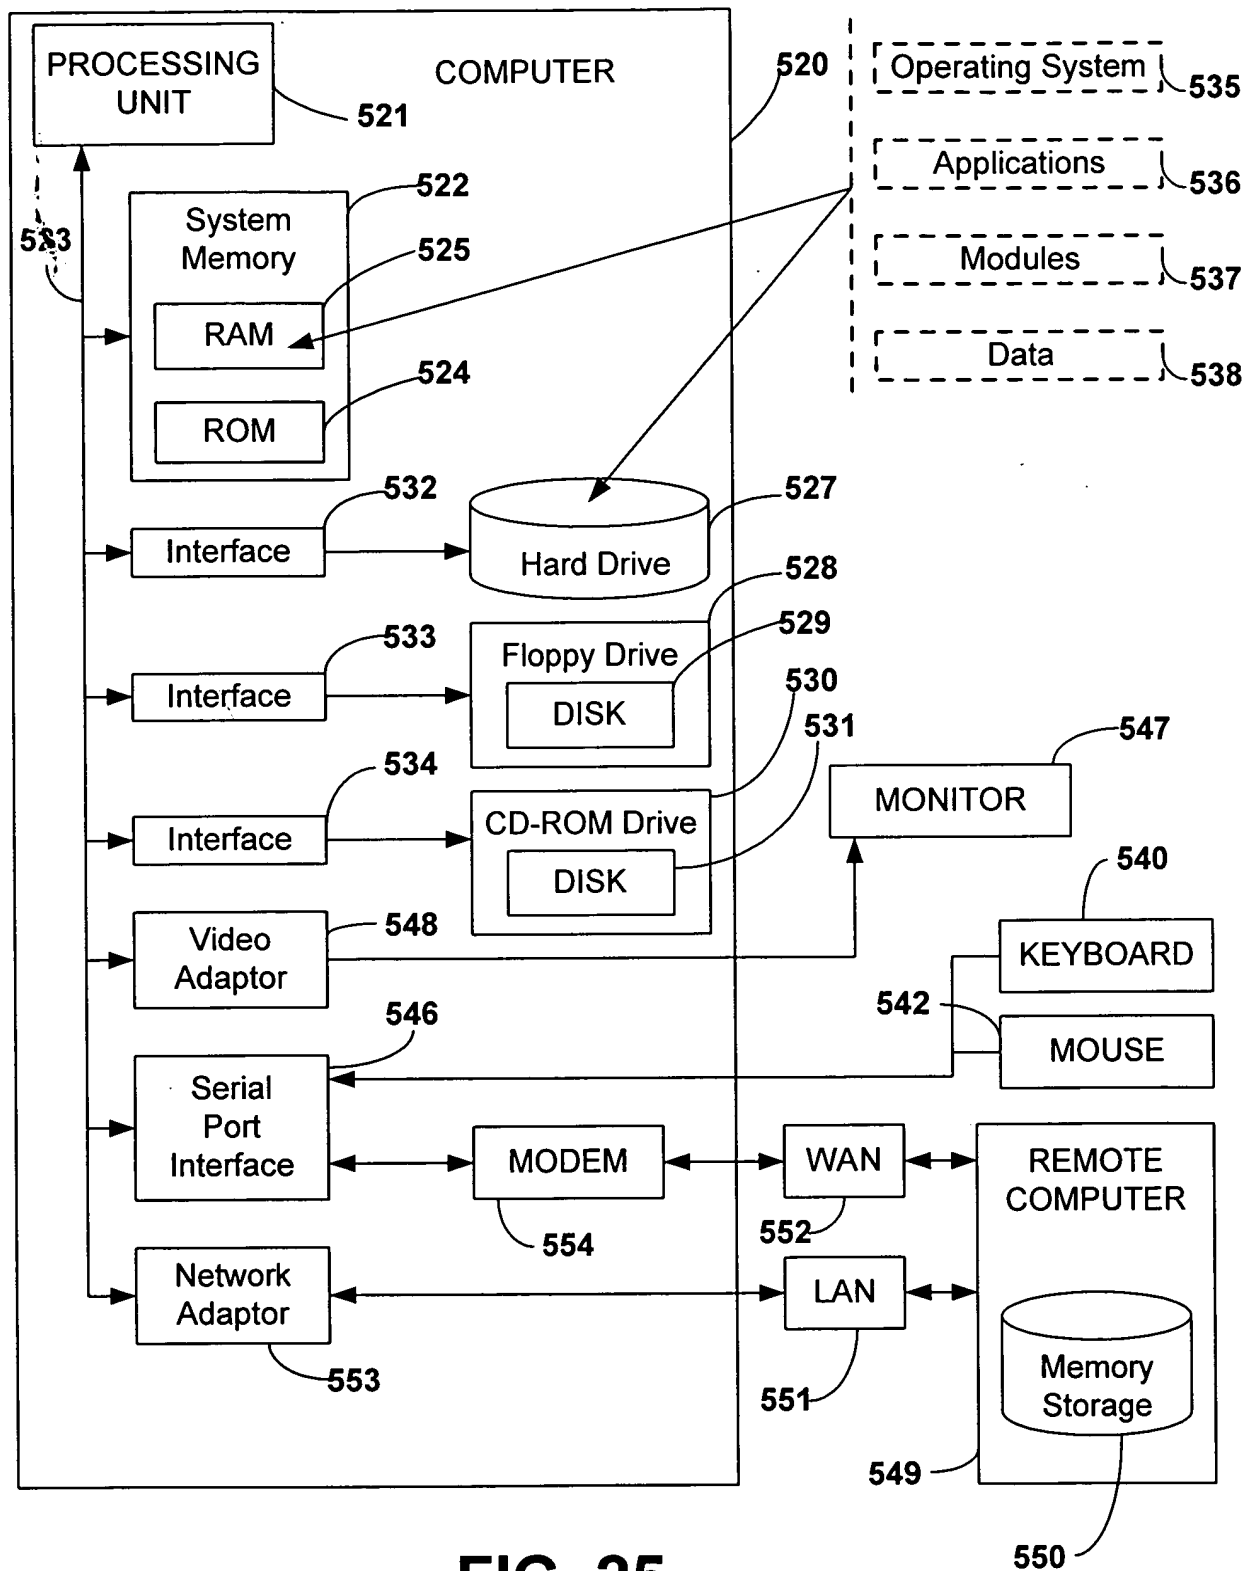 PROCESSING
UNIT
COMPUTER
520
521
Operating System
535
Applications
536
Modules
537
Data
538
522
System
Memory
525
RAM
524
ROM
532
Interface
527
Hard Drive
528
529
533
Interface
Floppy Drive
DISK
530
531
534
Interface
CD-ROM Drive
DISK
547
MONITOR
540
KEYBOARD
542
MOUSE
548
Video
Adaptor
546
Serial
Port
Interface
MODEM
554
WAN
552
REMOTE
COMPUTER
Network
Adaptor
553
LAN
551
Memory
Storage
549
550